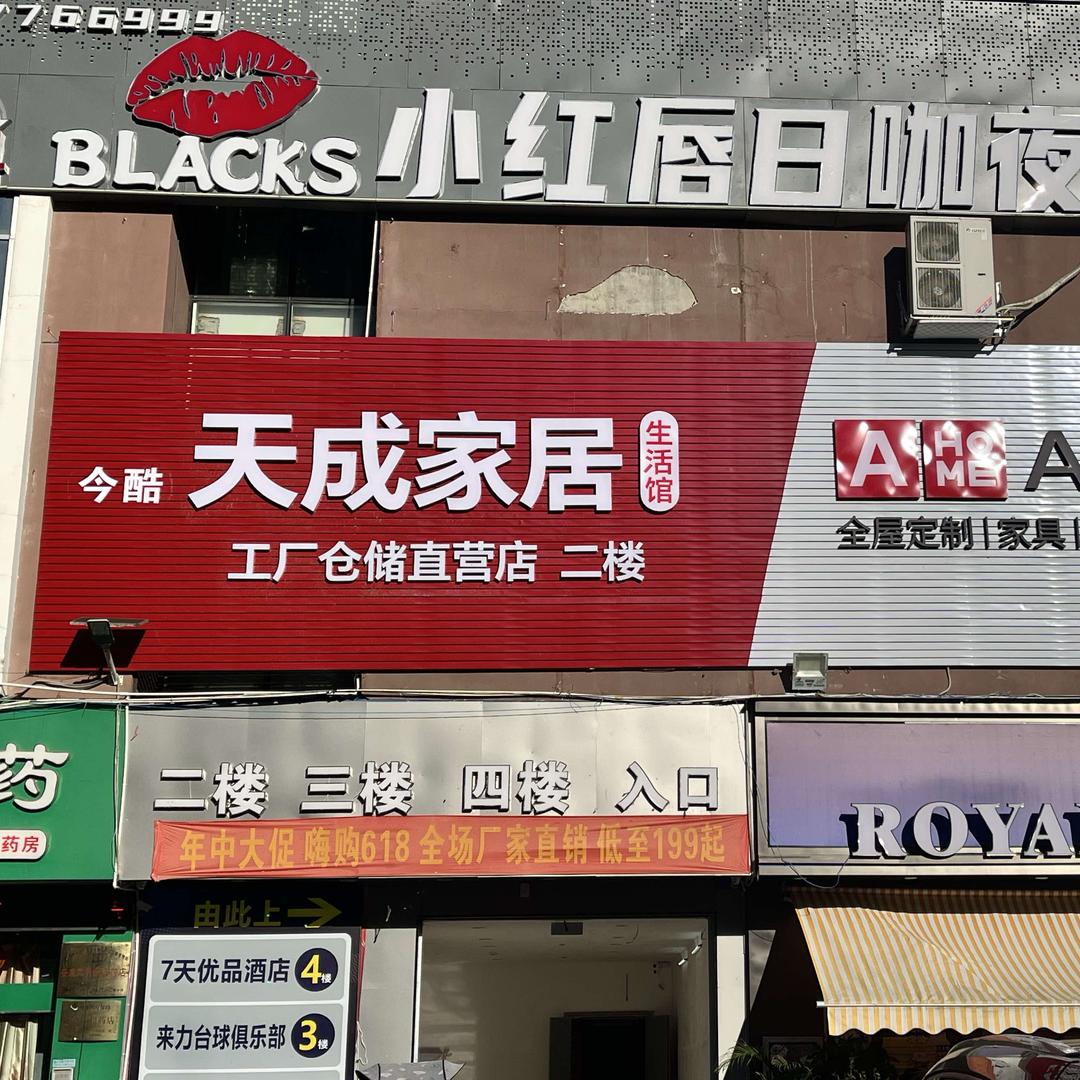 7766999
BLACKS 小红唇日咖夜
今酷 天成家居 生活馆
工厂仓储直营店 二楼
A HOME A
全屋定制|家具|
药
药房
二楼 三楼 四楼 入口
年中大促 嗨购618 全场厂家直销 低至199起
ROYA
由此上
7天优品酒店 4楼
来力台球俱乐部 3楼